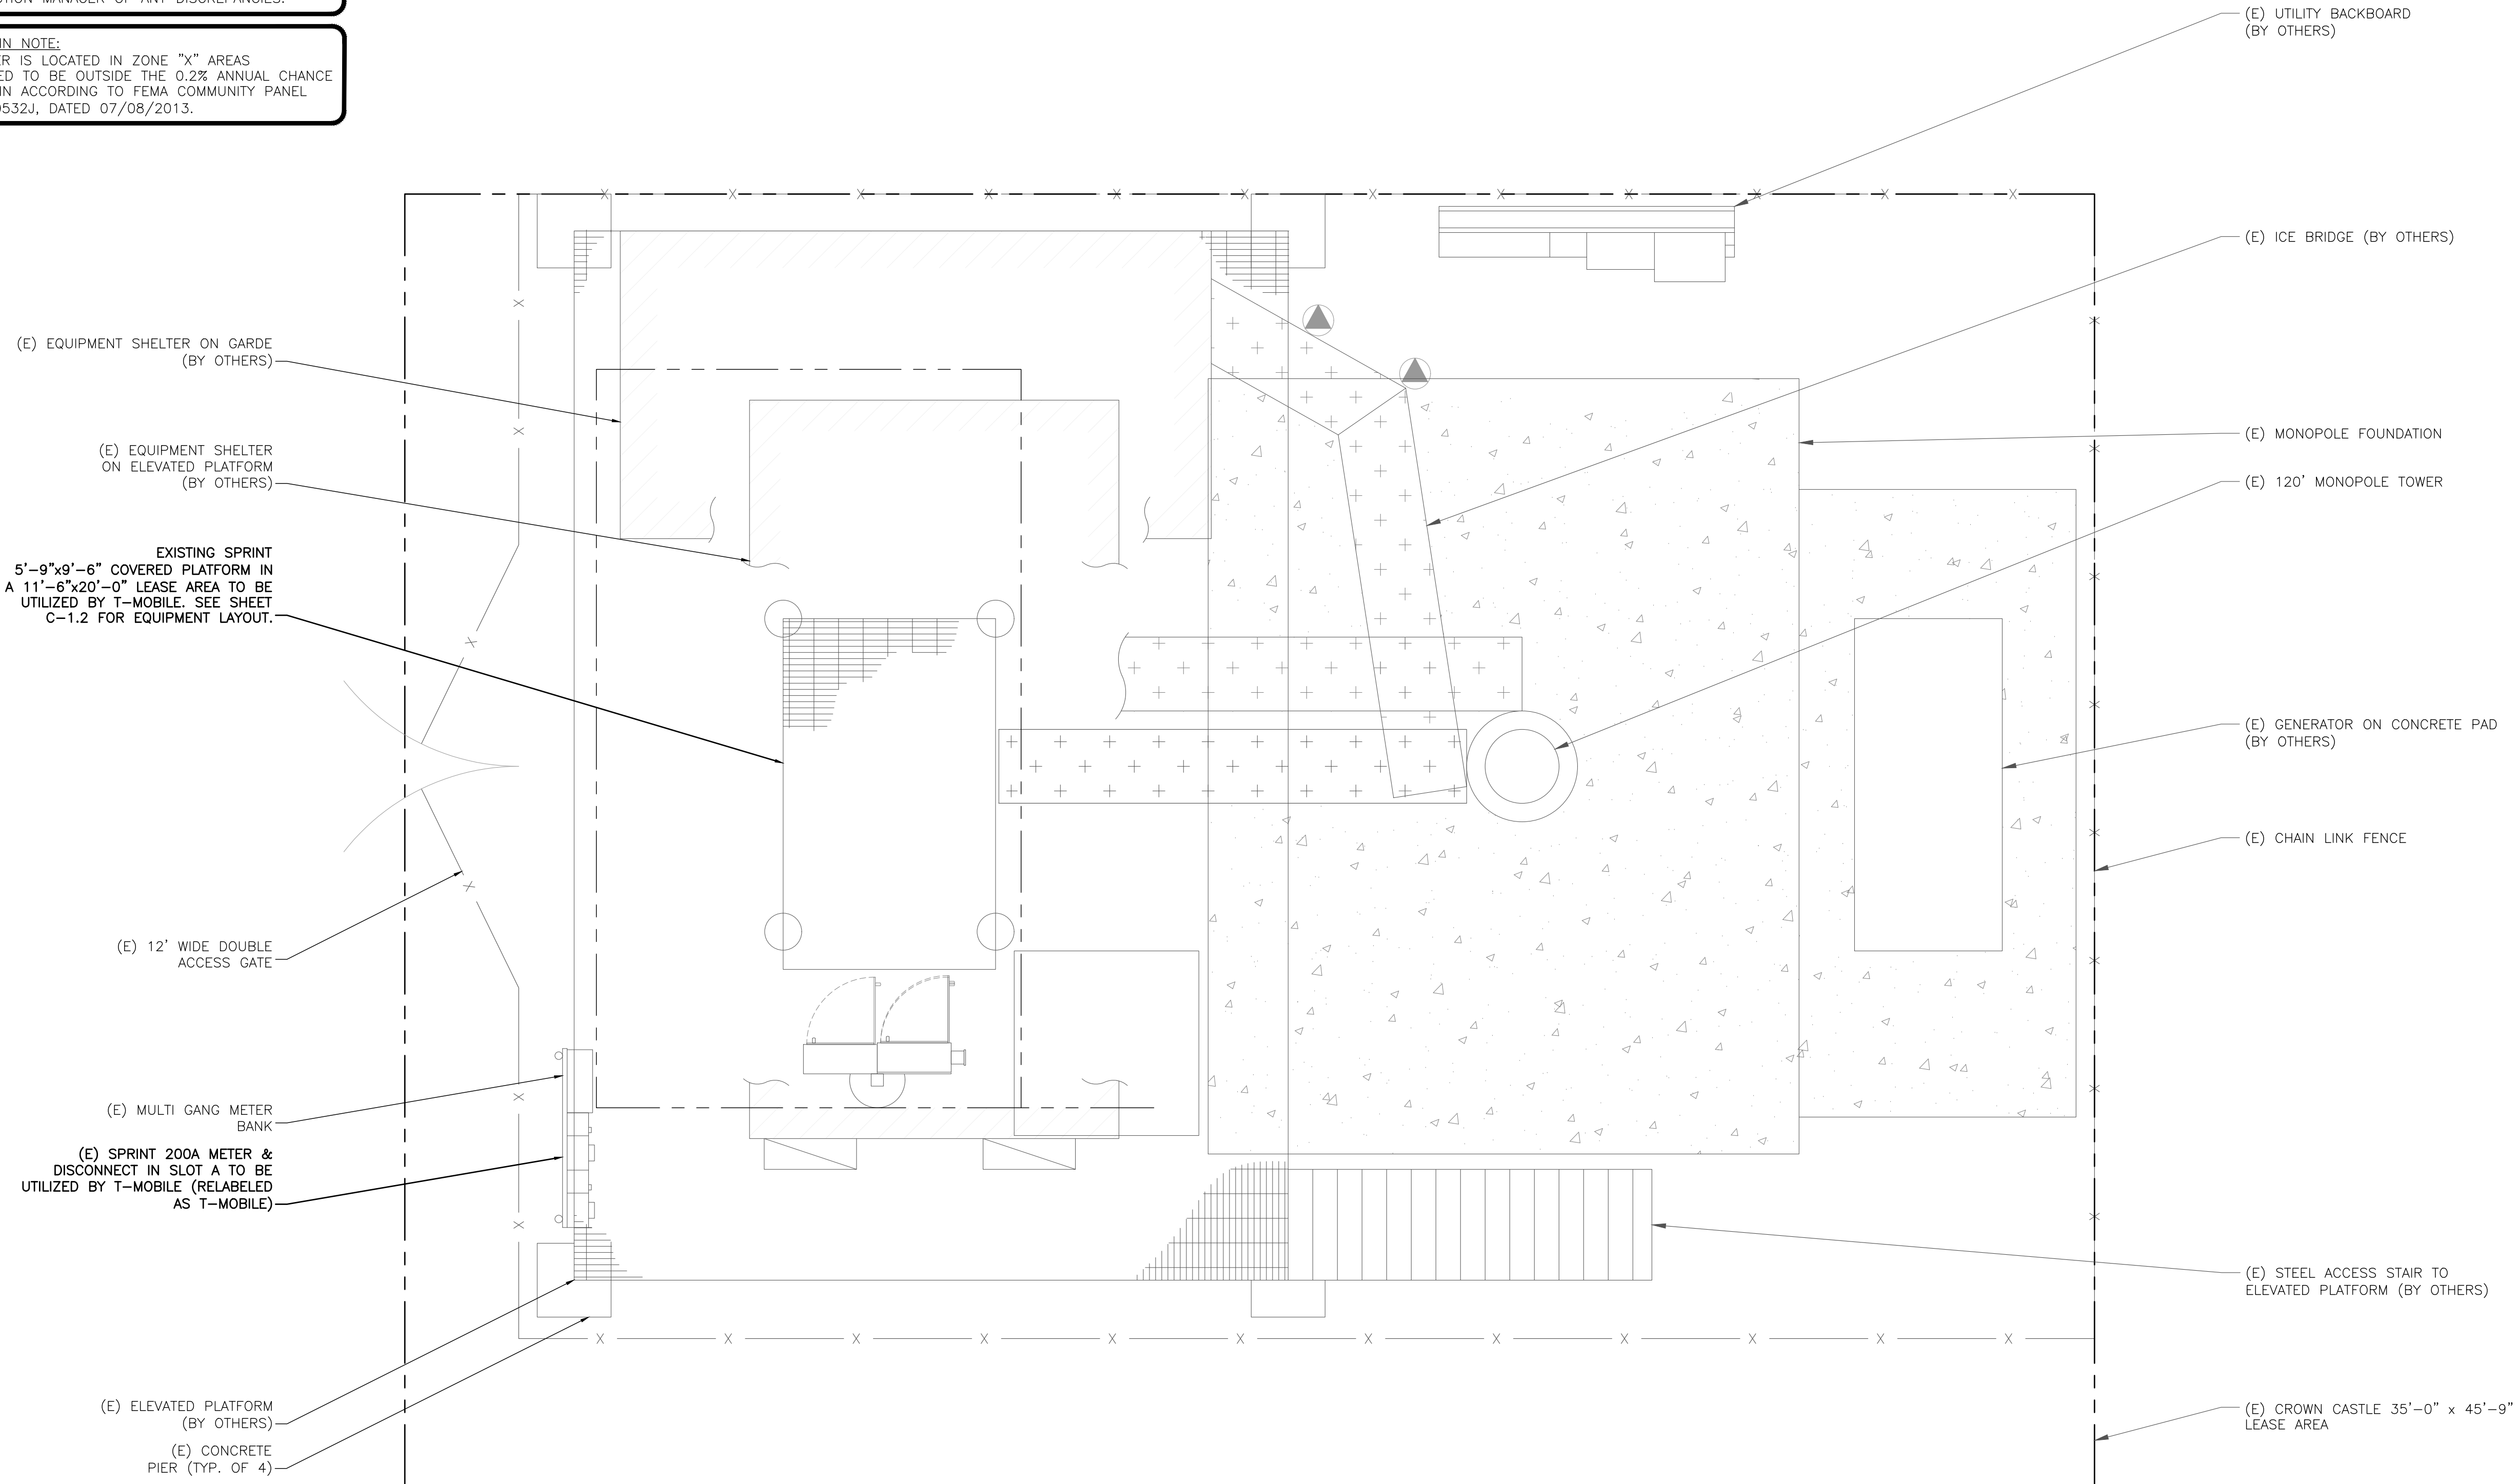 MANAGER OF ANY DISCREPANCIES.
IN NOTE:
ER IS LOCATED IN ZONE "X" AREAS
ED TO BE OUTSIDE THE 0.2% ANNUAL CHANCE
IN ACCORDING TO FEMA COMMUNITY PANEL
0532J, DATED 07/08/2013.
(E) UTILITY BACKBOARD
(BY OTHERS)
(E) ICE BRIDGE (BY OTHERS)
(E) MONOPOLE FOUNDATION
(E) 120' MONOPOLE TOWER
(E) GENERATOR ON CONCRETE PAD
(BY OTHERS)
(E) CHAIN LINK FENCE
(E) STEEL ACCESS STAIR TO
ELEVATED PLATFORM (BY OTHERS)
(E) CROWN CASTLE 35'-0" x 45'-9"
LEASE AREA
(E) EQUIPMENT SHELTER ON GARDE
(BY OTHERS)
(E) EQUIPMENT SHELTER
ON ELEVATED PLATFORM
(BY OTHERS)
EXISTING SPRINT
5'-9"x9'-6" COVERED PLATFORM IN
A 11'-6"x20'-0" LEASE AREA TO BE
UTILIZED BY T-MOBILE. SEE SHEET
C-1.2 FOR EQUIPMENT LAYOUT.
(E) 12' WIDE DOUBLE
ACCESS GATE
(E) MULTI GANG METER
BANK
(E) SPRINT 200A METER &
DISCONNECT IN SLOT A TO BE
UTILIZED BY T-MOBILE (RELABELED
AS T-MOBILE)
(E) ELEVATED PLATFORM
(BY OTHERS)
(E) CONCRETE
PIER (TYP. OF 4)